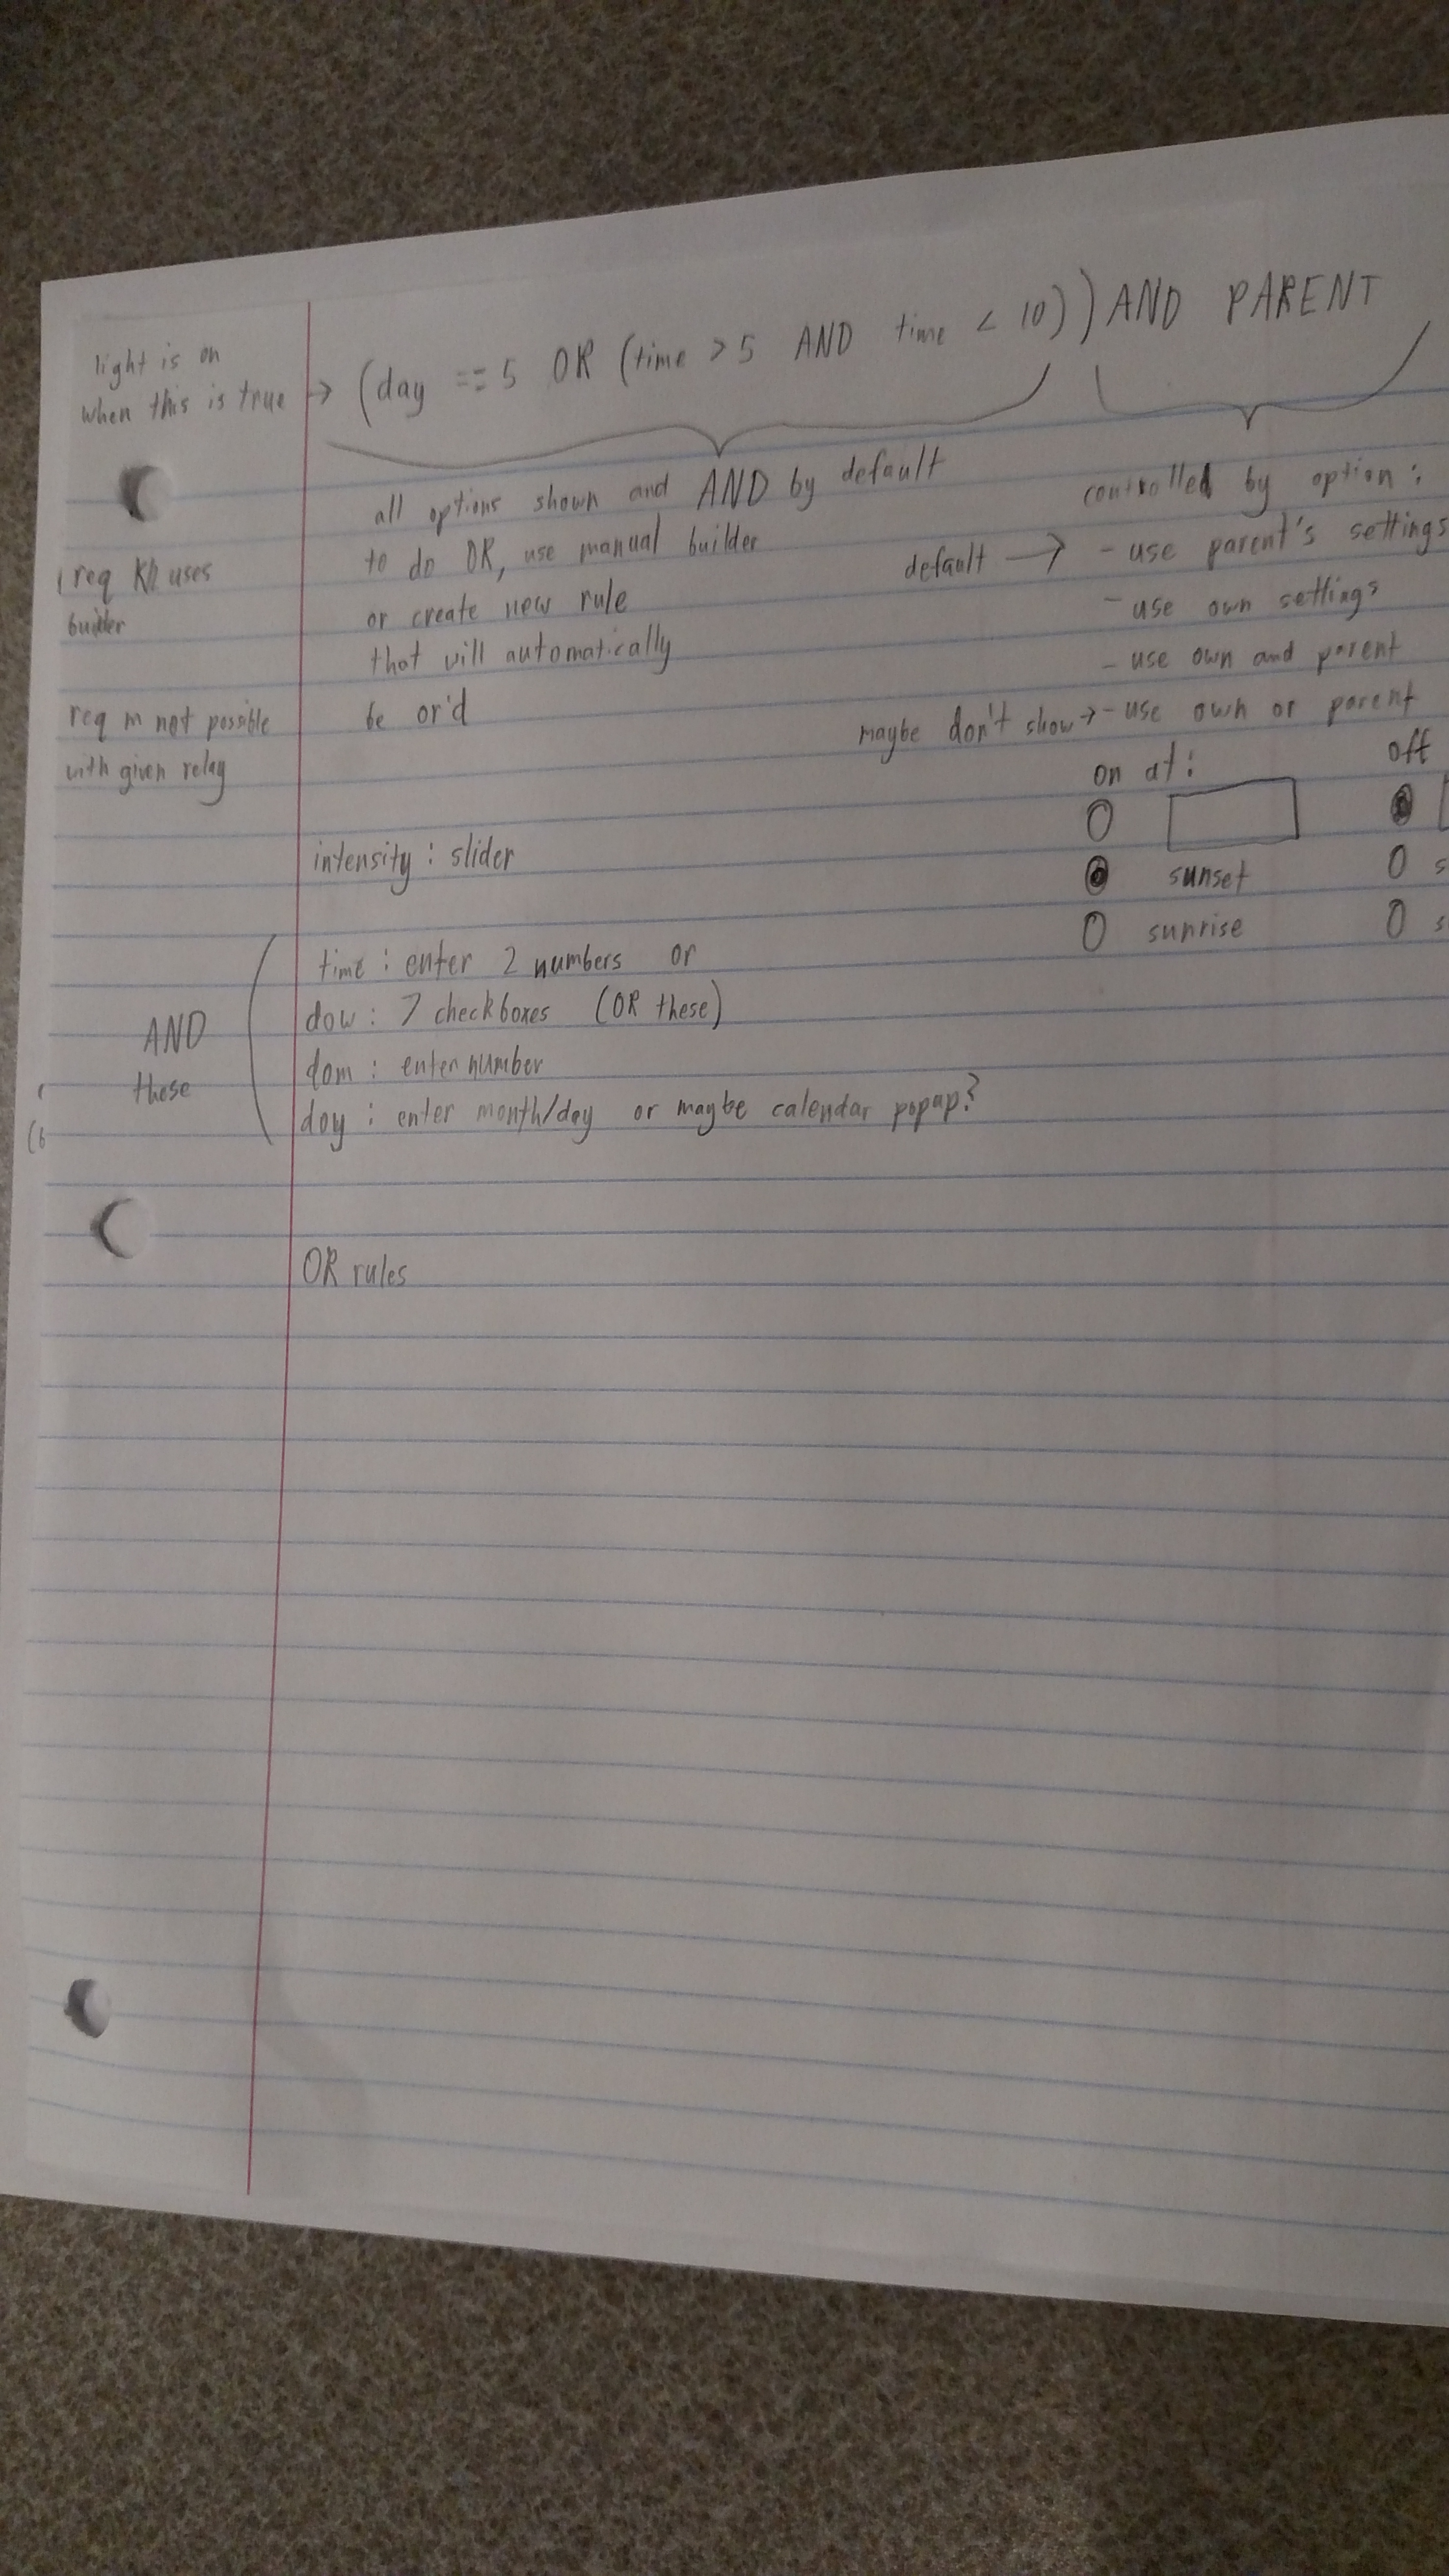 light is on
when this is true → (day == 5 OR (time > 5 AND time < 10)) AND PARENT
all options shown and AND by default
to do OR, use manual builder
or create new rule
that will automatically
be or'd
controlled by option:
default → - use parent's settings
- use own settings
- use own and parent
maybe don't show → - use own or parent
req uses
builder
req m not possible
with given relay
on at: off
sunset
sunrise
intensity: slider
AND
these
time: enter 2 numbers or
dow: 7 checkboxes (OR these)
dom: enter number
doy: enter month/day or maybe calendar popup?
OR rules